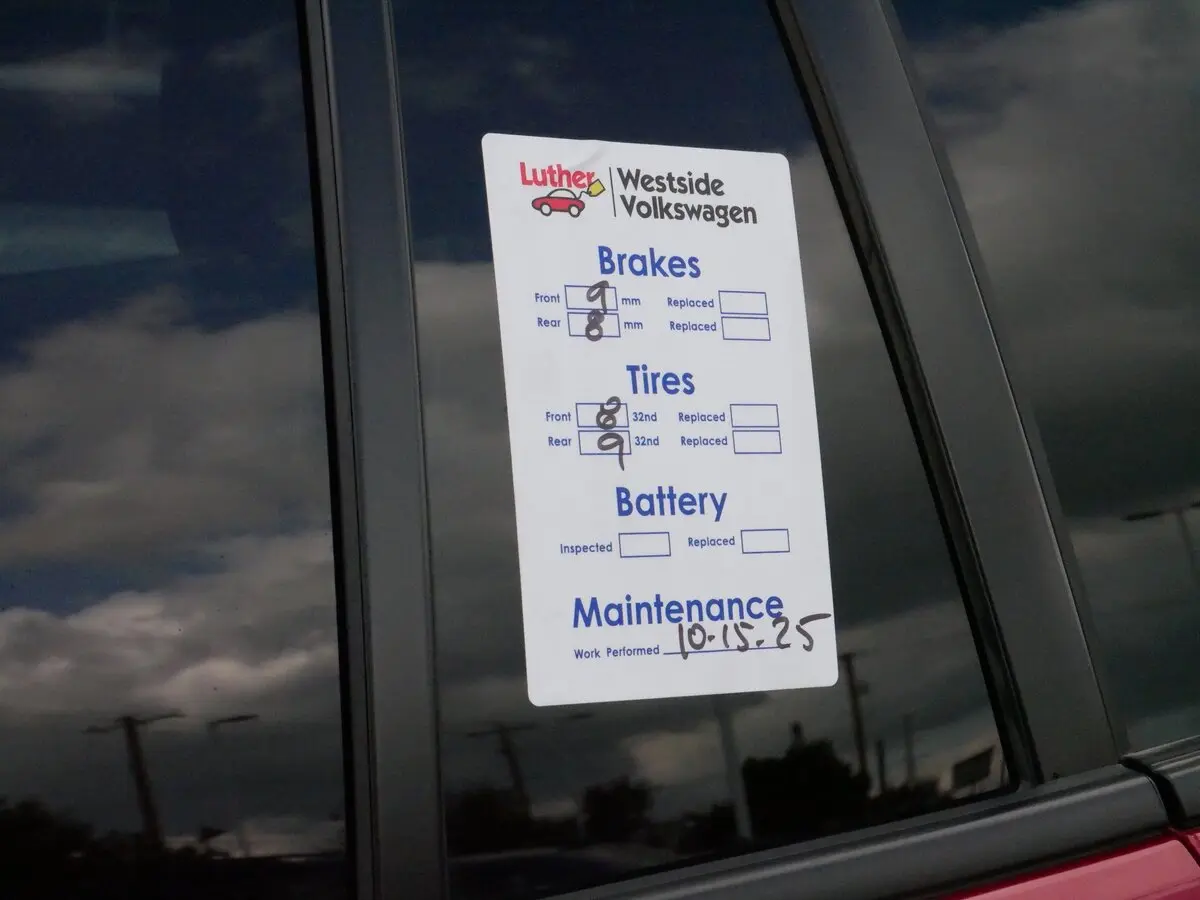 Luther Westside
Volkswagen
Brakes
Front 9 mm Replaced
Rear 8 mm Replaced
Tires
Front 8 32nd Replaced
Rear 9 32nd Replaced
Battery
Inspected Replaced
Maintenance
Work Performed 10-15-25